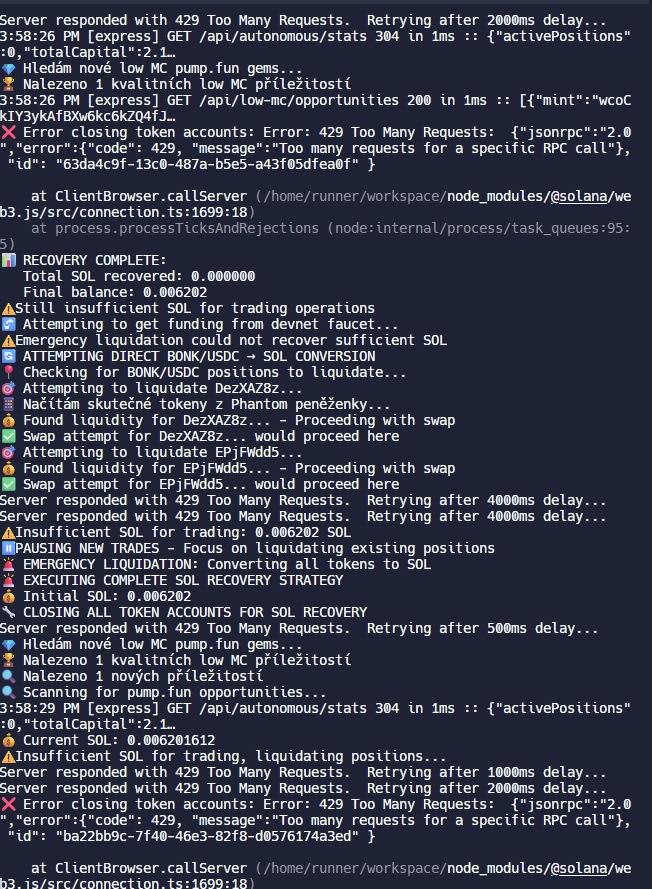 Server responded with 429 Too Many Requests.  Retrying after 2000ms delay...
3:58:26 PM [express] GET /api/autonomous/stats 304 in 1ms :: {"activePositions"
:0,"totalCapital":2.1…
💎 Hledám nové low MC pump.fun gems...
🏆 Nalezeno 1 kvalitních low MC příležitostí
3:58:26 PM [express] GET /api/low-mc/opportunities 200 in 1ms :: [{"mint":"wcoC
kIY3ykAfBXw6kc6kZQ4fJ…
❌ Error closing token accounts: Error: 429 Too Many Requests:  {"jsonrpc":"2.0
","error":{"code": 429, "message":"Too many requests for a specific RPC call"},
 "id": "63da4c9f-13c0-487a-b5e5-a43f05dfea0f" }
    at ClientBrowser.callServer (/home/runner/workspace/node_modules/@solana/we
b3.js/src/connection.ts:1699:18)
    at process.processTicksAndRejections (node:internal/process/task_queues:95:
5)
📊 RECOVERY COMPLETE:
   Total SOL recovered: 0.000000
   Final balance: 0.006202
⚠️Still insufficient SOL for trading operations
🚰 Attempting to get funding from devnet faucet...
⚠️Emergency liquidation could not recover sufficient SOL
🔄 ATTEMPTING DIRECT BONK/USDC → SOL CONVERSION
📍 Checking for BONK/USDC positions to liquidate...
🎯 Attempting to liquidate DezXAZ8z...
📱 Načítám skutečné tokeny z Phantom peněženky...
💰 Found liquidity for DezXAZ8z... - Proceeding with swap
✅ Swap attempt for DezXAZ8z... would proceed here
🎯 Attempting to liquidate EPjFWdd5...
💰 Found liquidity for EPjFWdd5... - Proceeding with swap
✅ Swap attempt for EPjFWdd5... would proceed here
Server responded with 429 Too Many Requests.  Retrying after 4000ms delay...
Server responded with 429 Too Many Requests.  Retrying after 4000ms delay...
⚠️Insufficient SOL for trading: 0.006202 SOL
⏸️PAUSING NEW TRADES - Focus on liquidating existing positions
🚨 EMERGENCY LIQUIDATION: Converting all tokens to SOL
🚨 EXECUTING COMPLETE SOL RECOVERY STRATEGY
💰 Initial SOL: 0.006202
🔧 CLOSING ALL TOKEN ACCOUNTS FOR SOL RECOVERY
Server responded with 429 Too Many Requests.  Retrying after 500ms delay...
💎 Hledám nové low MC pump.fun gems...
🏆 Nalezeno 1 kvalitních low MC příležitostí
🔍 Nalezeno 1 nových příležitostí
🔍 Scanning for pump.fun opportunities...
3:58:29 PM [express] GET /api/autonomous/stats 304 in 1ms :: {"activePositions"
:0,"totalCapital":2.1…
💰 Current SOL: 0.006201612
⚠️Insufficient SOL for trading, liquidating positions...
Server responded with 429 Too Many Requests.  Retrying after 1000ms delay...
Server responded with 429 Too Many Requests.  Retrying after 2000ms delay...
❌ Error closing token accounts: Error: 429 Too Many Requests:  {"jsonrpc":"2.0
","error":{"code": 429, "message":"Too many requests for a specific RPC call"},
 "id": "ba22bb9c-7f40-46e3-82f8-d0576174a3ed" }
    at ClientBrowser.callServer (/home/runner/workspace/node_modules/@solana/we
b3.js/src/connection.ts:1699:18)